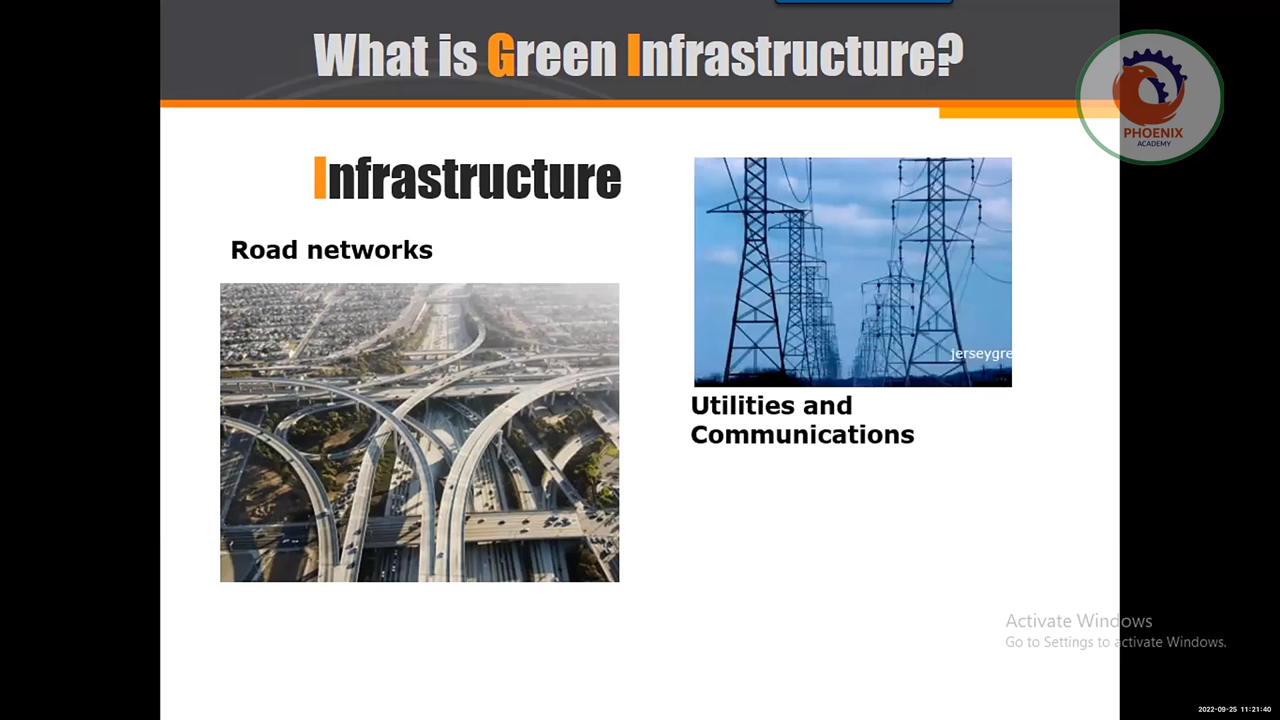 What is Green Infrastructure?
PHOENIX
ACADEMY
Infrastructure
Road networks
jerseygre
Utilities and
Communications
Activate Windows
Go to Settings to activate Windows.
2022-09-25 11:21:40